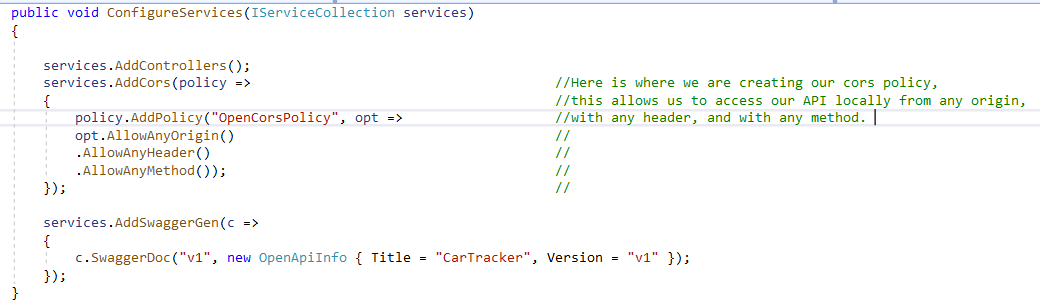 public void ConfigureServices(IServiceCollection services)
{
services.AddControllers();
services.AddCors(policy => //Here is where we are creating our cors policy,
{ //this allows us to access our API locally from any origin,
policy.AddPolicy("OpenCorsPolicy", opt => //with any header, and with any method.
opt.AllowAnyOrigin() //
.AllowAnyHeader() //
.AllowAnyMethod()); //
}); //
services.AddSwaggerGen(c =>
{
c.SwaggerDoc("v1", new OpenApiInfo { Title = "CarTracker", Version = "v1" });
});
}